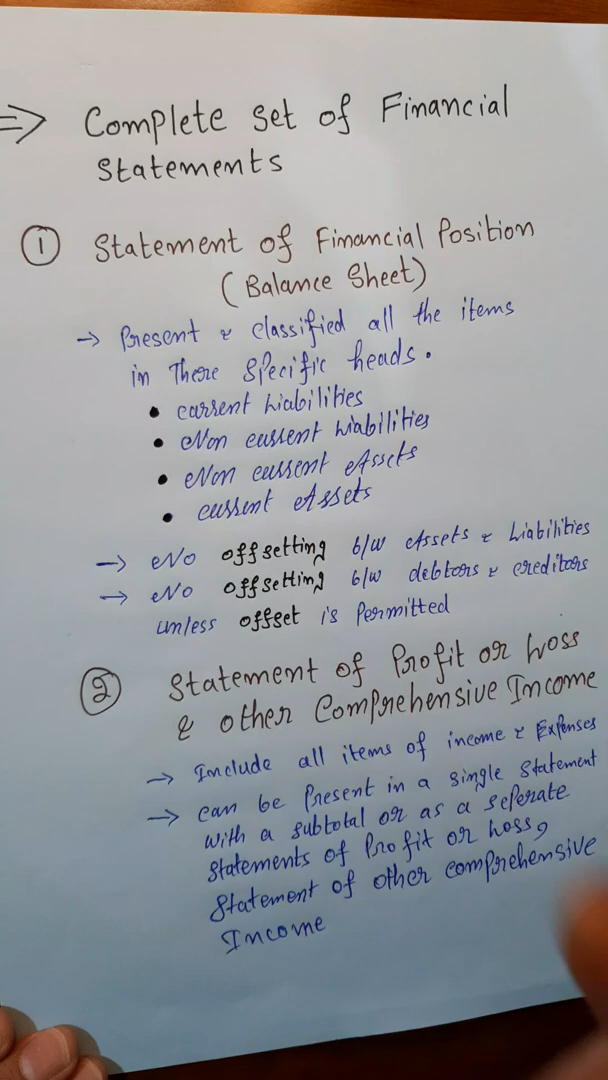 ⇒ Complete Set of Financial
Statements
① Statement of Financial Position
(Balance Sheet)
→ Present & classified all the items
in There Specific heads.
• current Liabilities
• Non current Liabilities
• Non current Assets
• current Assets
→ No offsetting b/w Assets & Liabilities
→ No offsetting b/w debtors & creditors
unless offset is Permitted
② Statement of Profit or Loss
& other Comprehensive Income
→ Include all items of income & Expenses
→ can be Present in a single Statement
with a subtotal or as a seperate
statements of Profit or Loss,
Statement of other comprehensive
Income